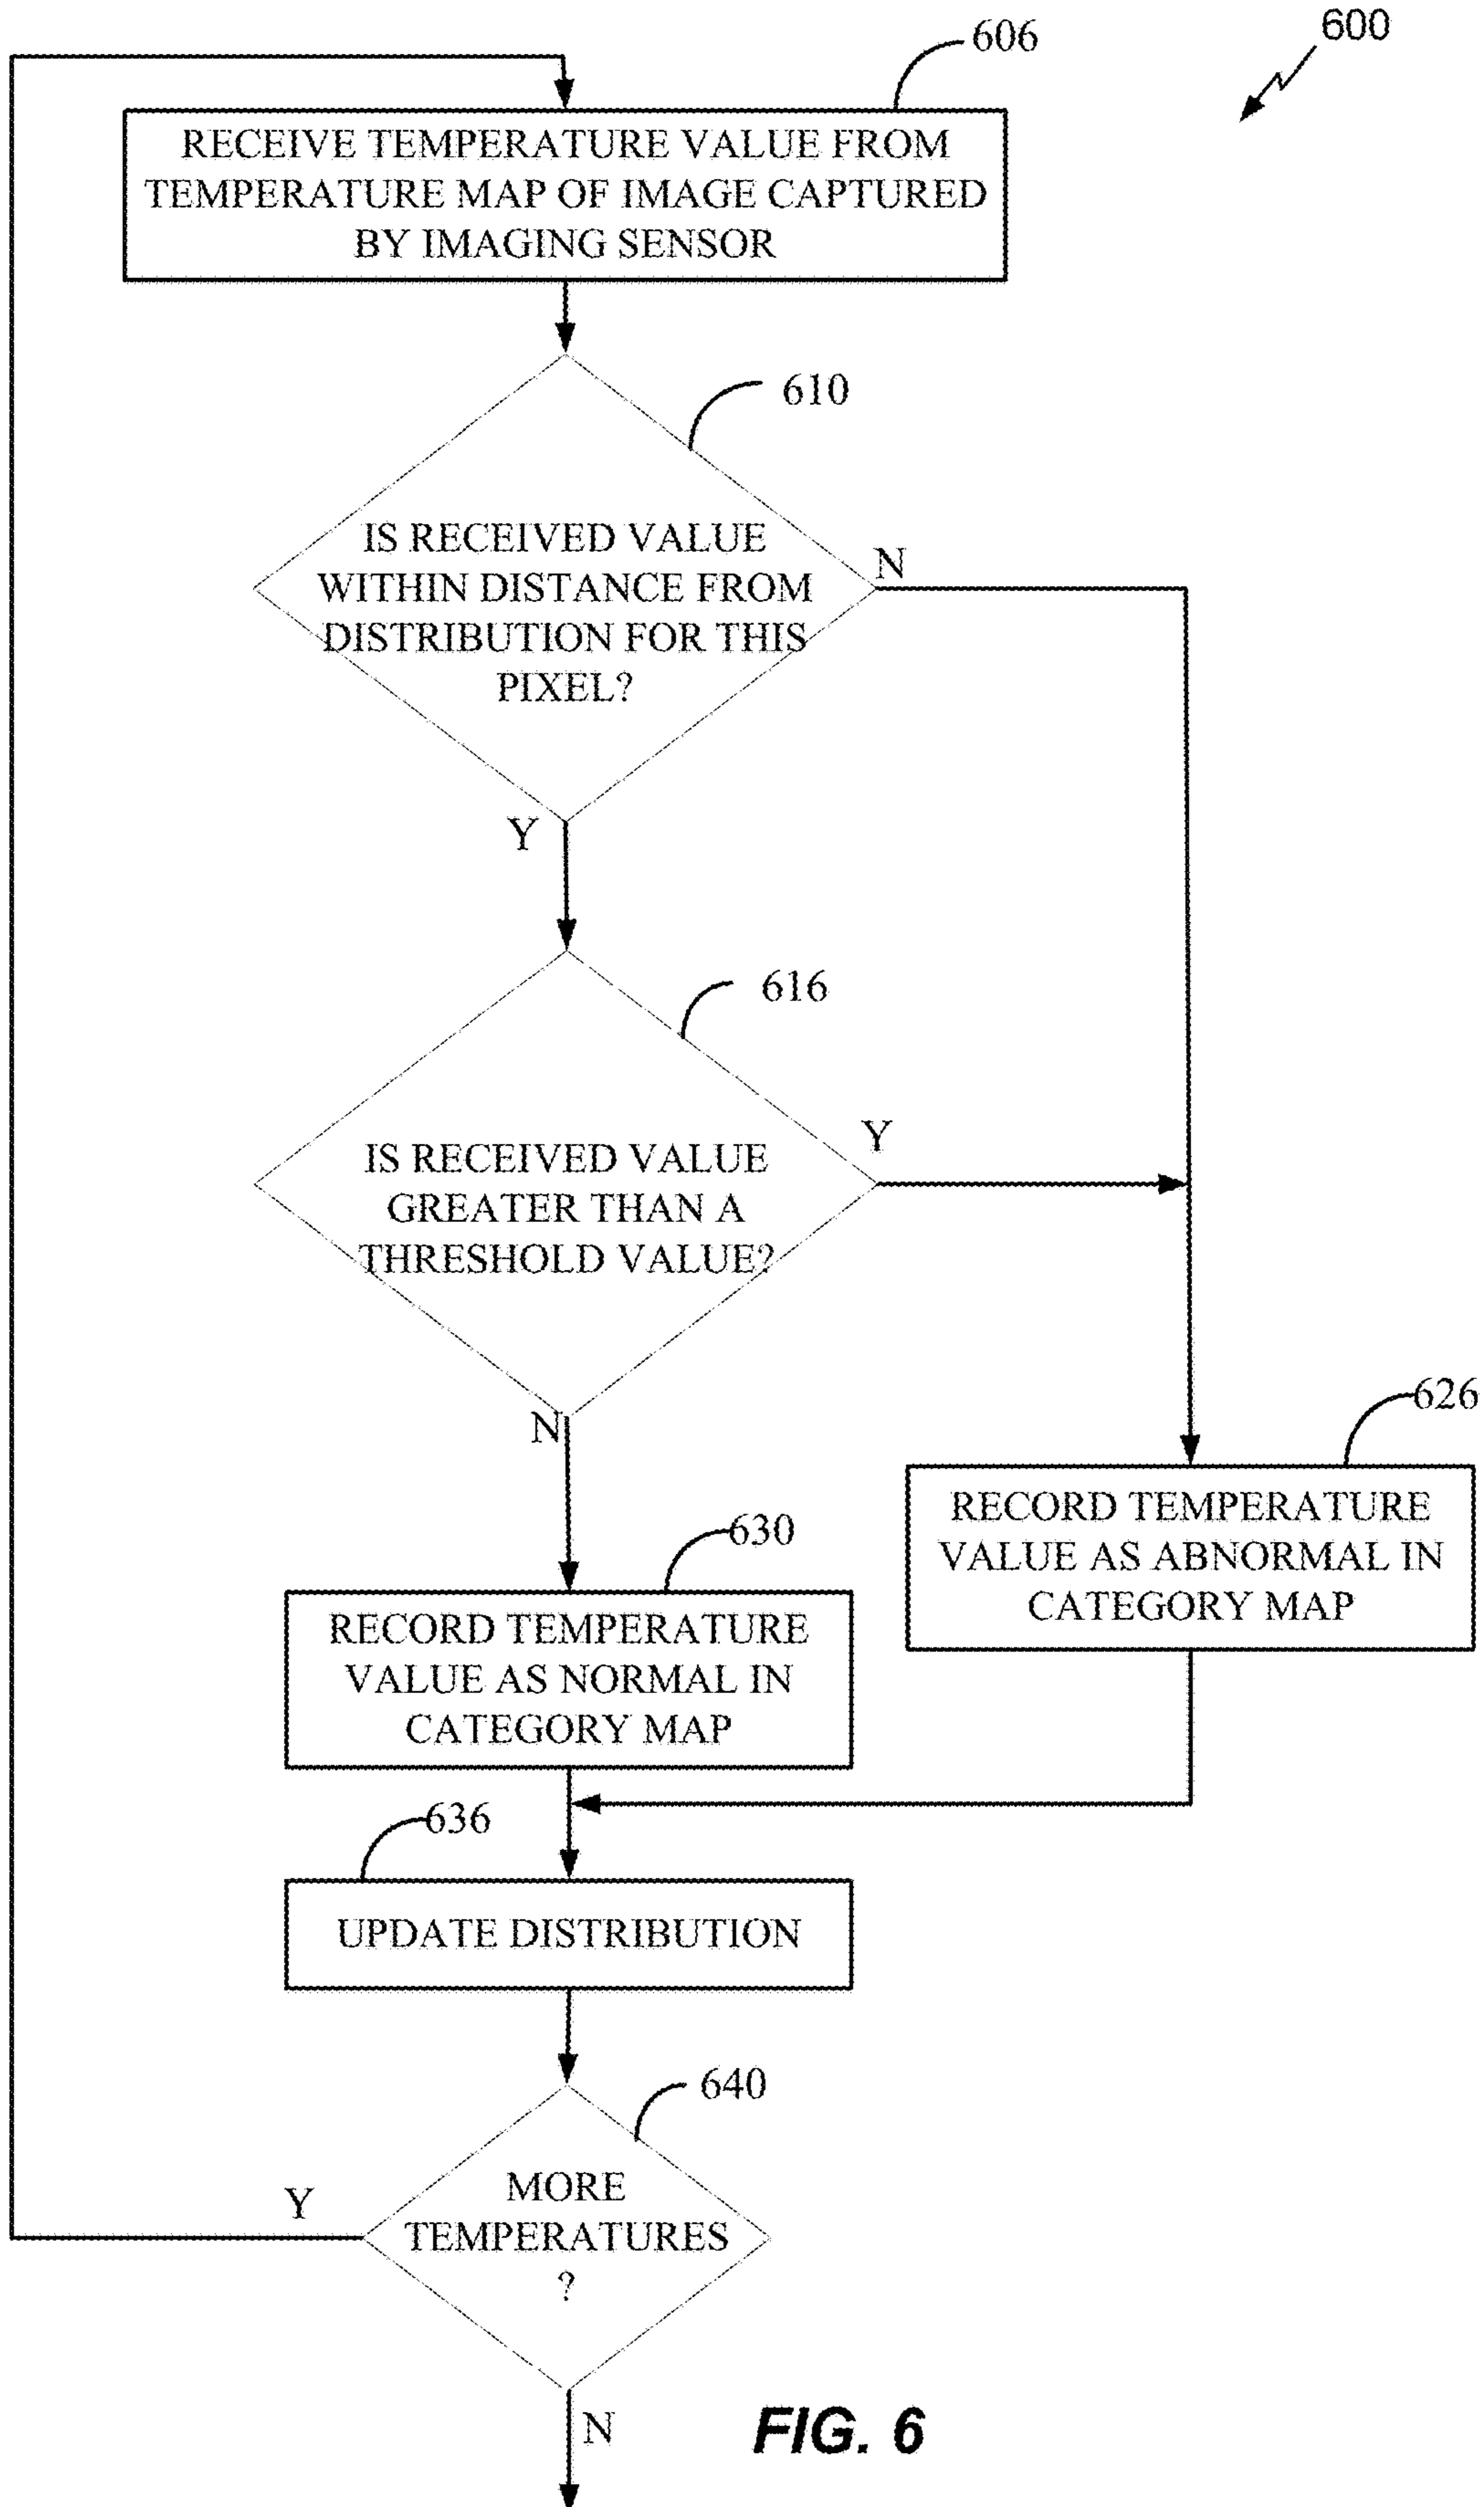 600
606
RECEIVE TEMPERATURE VALUE FROM
TEMPERATURE MAP OF IMAGE CAPTURED
BY IMAGING SENSOR
610
IS RECEIVED VALUE
WITHIN DISTANCE FROM
DISTRIBUTION FOR THIS
PIXEL?
N
Y
616
IS RECEIVED VALUE
GREATER THAN A
THRESHOLD VALUE?
Y
N
626
RECORD TEMPERATURE
VALUE AS ABNORMAL IN
CATEGORY MAP
630
RECORD TEMPERATURE
VALUE AS NORMAL IN
CATEGORY MAP
636
UPDATE DISTRIBUTION
640
MORE
TEMPERATURES
?
Y
N
FIG. 6